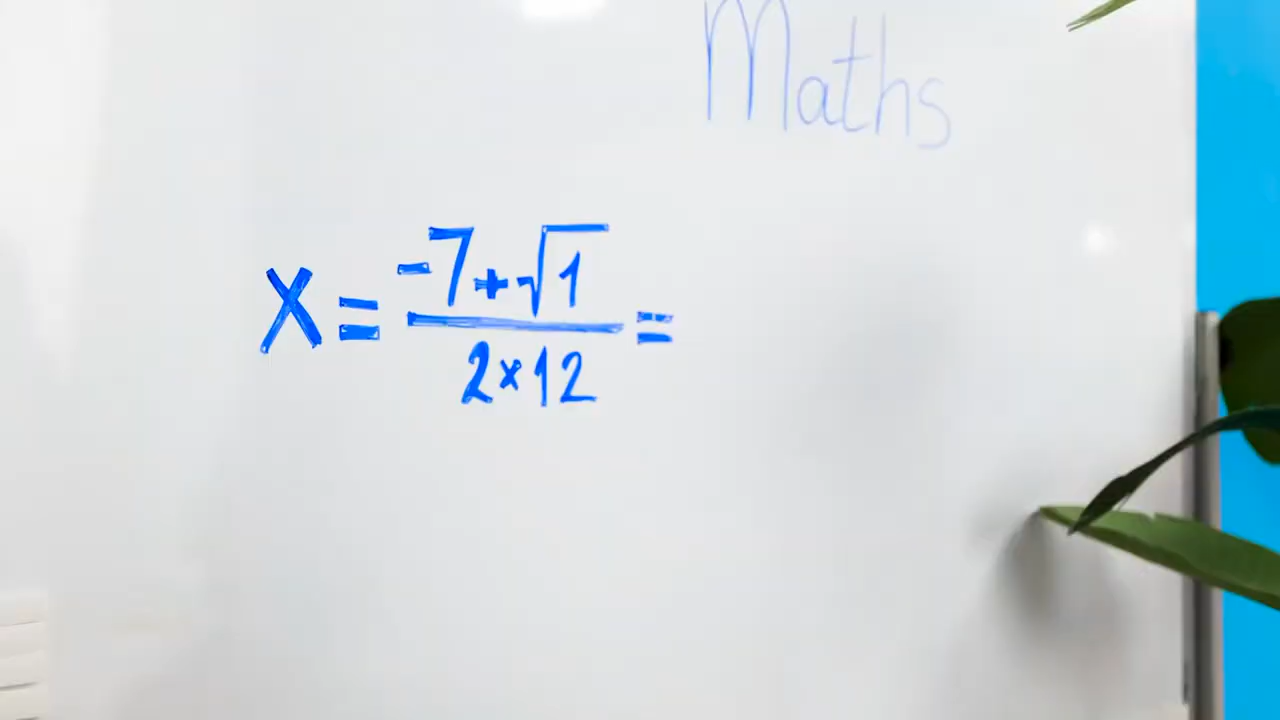 Maths
X = -7+√1 / 2×12 =